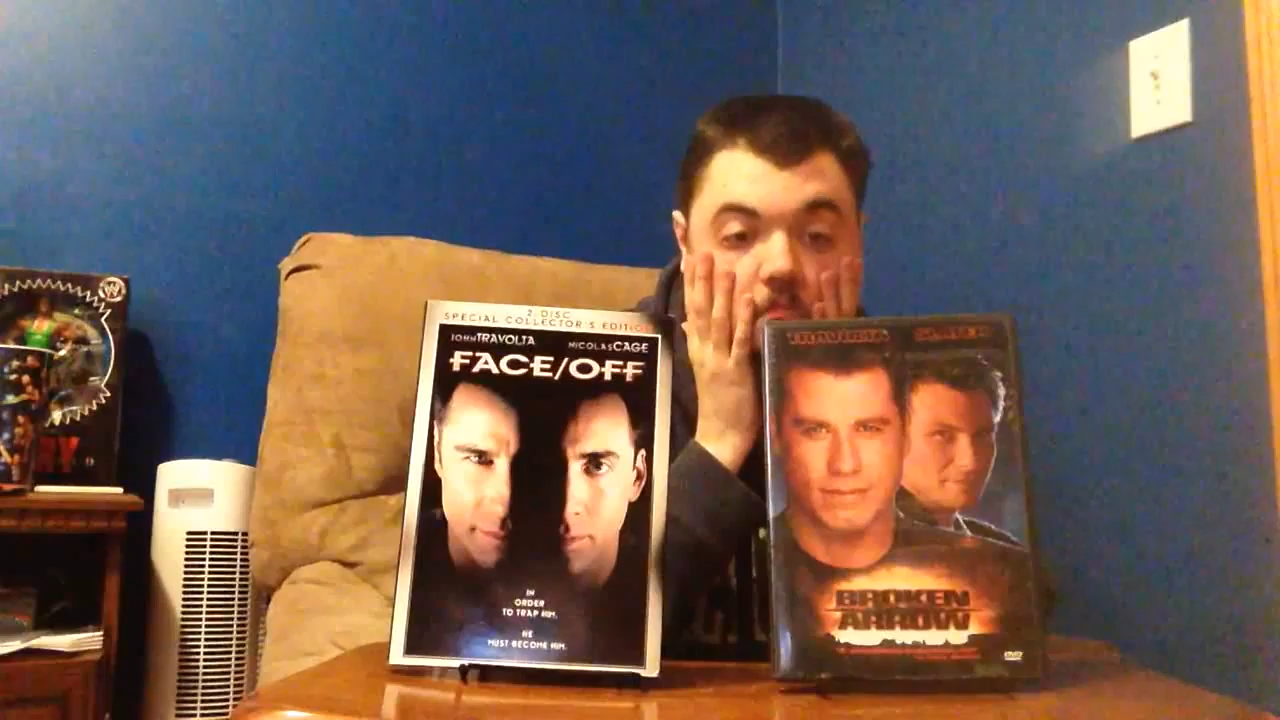 2-DISC
SPECIAL COLLECTOR'S EDITION
JOHN TRAVOLTA NICOLAS CAGE
FACE/OFF
IN
ORDER
TO TRAP HIM,
HE
MUST BECOME HIM.
TRAVOLTA SLATER
BROKEN
ARROW
DVD
W